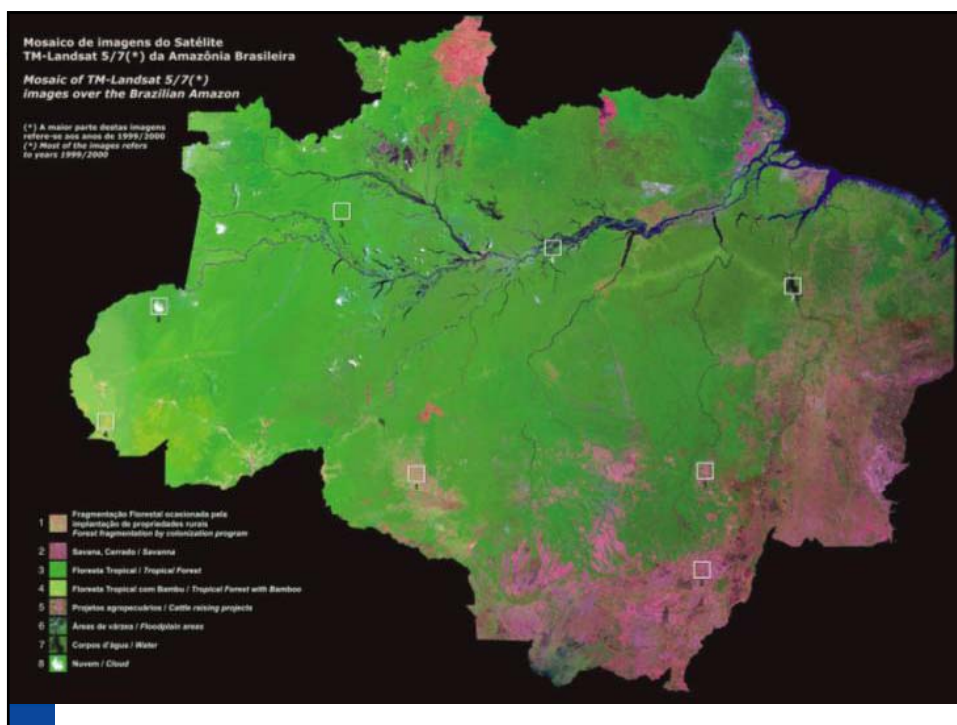 Mosaico de imagens do Satélite
TM-Landsat 5/7(*) da Amazônia Brasileira
Mosaic of TM-Landsat 5/7(*)
images over the Brazilian Amazon
(*) A maior parte destas imagens
refere-se aos anos de 1999/2000
(*) Most of the images refers
to years 1999/2000
1 Fragmentação Florestal ocacionada pela
implantação de propriedades rurais
Forest fragmentation by colonization program
2 Savana, Cerrado / Savanna
3 Floresta Tropical / Tropical Forest
4 Floresta Tropical com Bambu / Tropical Forest with Bamboo
5 Projetos agropecuários / Cattle raising projects
6 Áreas de várzea / Floodplain areas
7 Corpos d'água / Water
8 Nuvem / Cloud